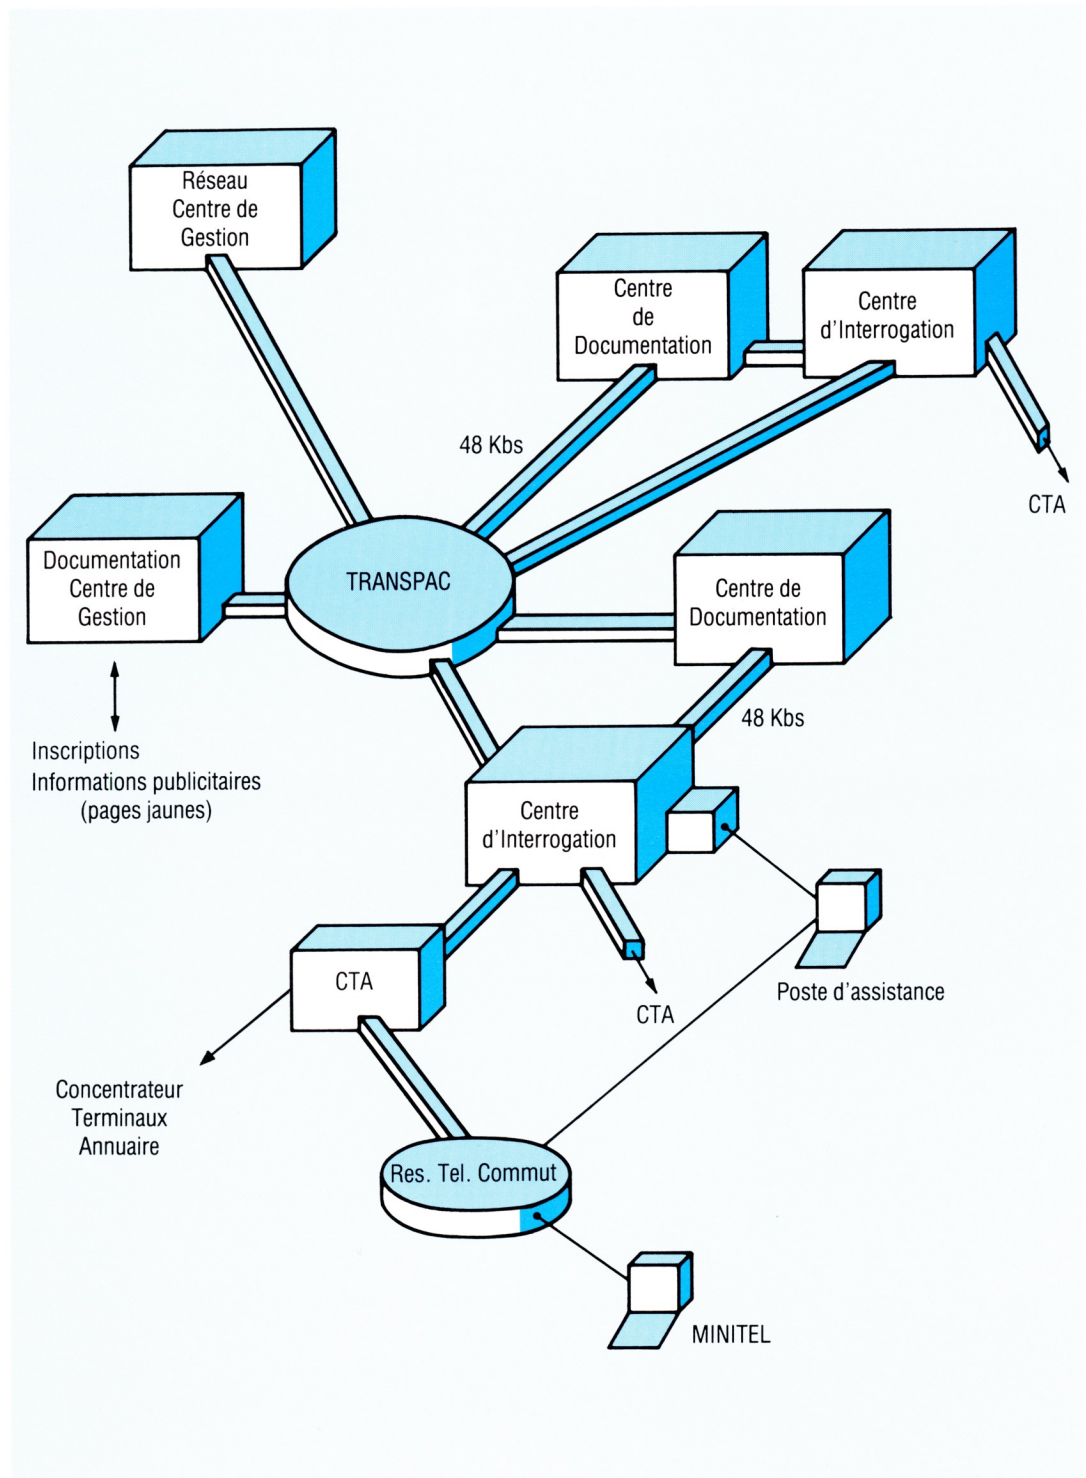 Réseau
Centre de
Gestion
Centre
de
Documentation
Centre
d'Interrogation
48 Kbs
CTA
Documentation
Centre de
Gestion
TRANSPAC
Centre de
Documentation
48 Kbs
Inscriptions
Informations publicitaires
(pages jaunes)
Centre
d'Interrogation
CTA
CTA
Poste d'assistance
Concentrateur
Terminaux
Annuaire
Res. Tel. Commut
MINITEL